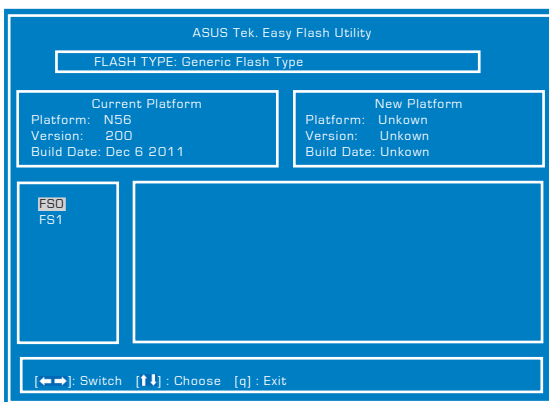 ASUS Tek. Easy Flash Utility
FLASH TYPE: Generic Flash Type
Current Platform
Platform: N56
Version: 200
Build Date: Dec 6 2011
New Platform
Platform: Unkown
Version: Unkown
Build Date: Unkown
FS0
FS1
[←→]: Switch [↑↓] : Choose [q] : Exit